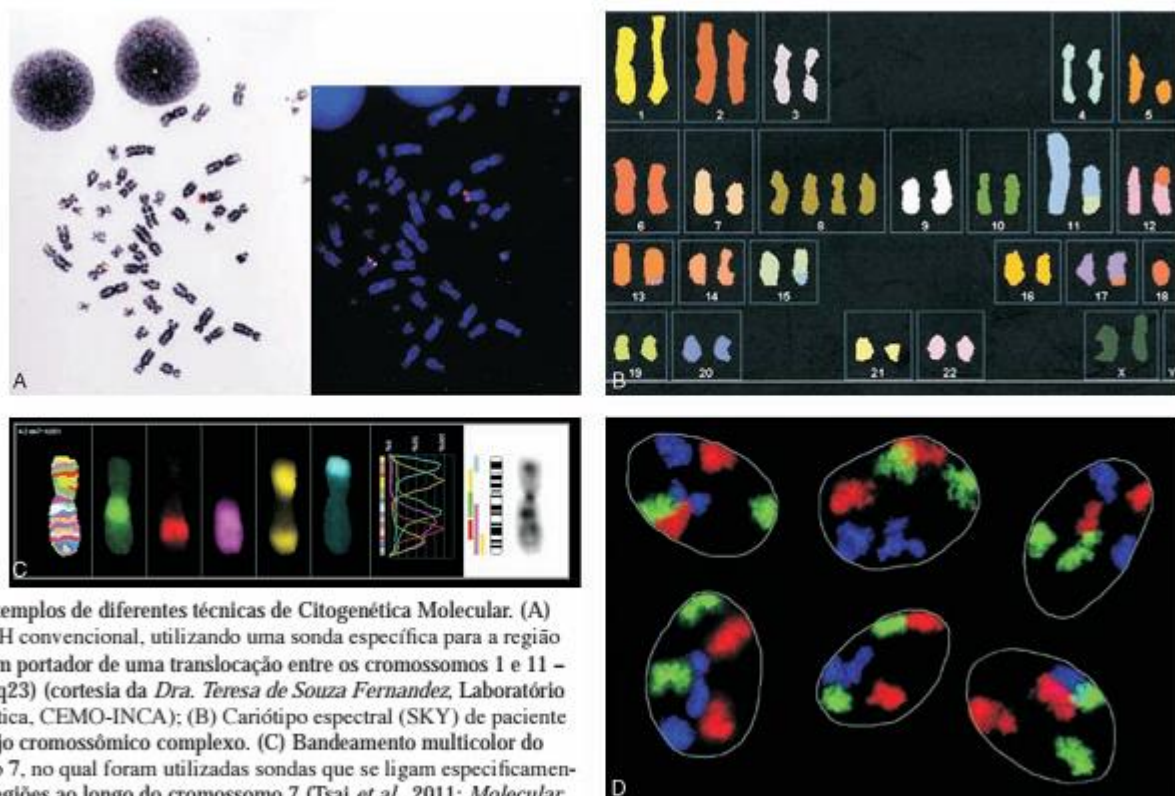 A
1
2
3
4
5
6
7
8
9
10
11
12
13
14
15
16
17
18
19
20
21
22
X
Y
B
C
emplos de diferentes técnicas de Citogenética Molecular. (A)
H convencional, utilizando uma sonda específica para a região
m portador de uma translocação entre os cromossomos 1 e 11 –
q23) (cortesia da Dra. Teresa de Souza Fernandez, Laboratório
tica, CEMO-INCA); (B) Cariótipo espectral (SKY) de paciente
jo cromossômico complexo. (C) Bandeamento multicolor do
o 7, no qual foram utilizadas sondas que se ligam especificamen-
egiões ao longo do cromossomo 7 (Tsai et al., 2011; Molecular
D